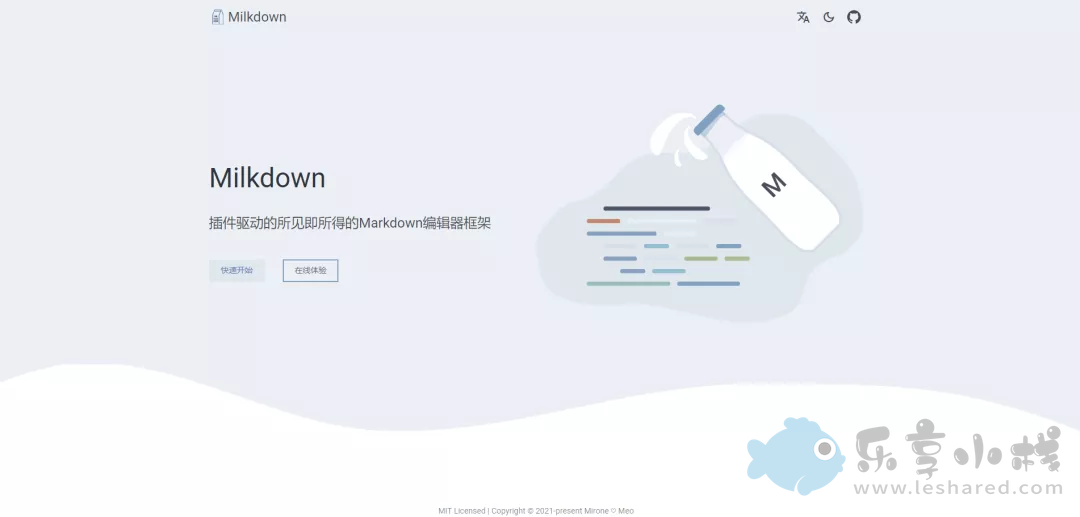 Milkdown
Milkdown
插件驱动的所见即所得的Markdown编辑器框架
快速开始
在线体验
M
乐享小栈
www.leshared.com
MIT Licensed | Copyright © 2021-present Mirone ♡ Meo